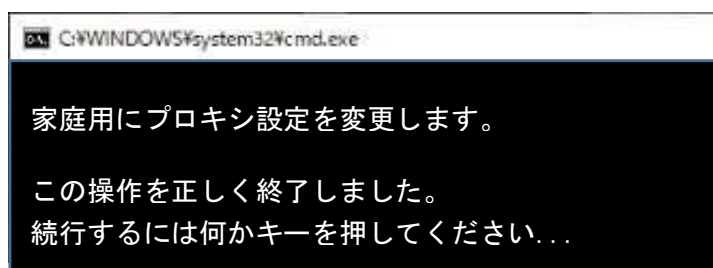 C:¥WINDOWS¥system32¥cmd.exe
家庭用にプロキシ設定を変更します。
この操作を正しく終了しました。
続行するには何かキーを押してください...